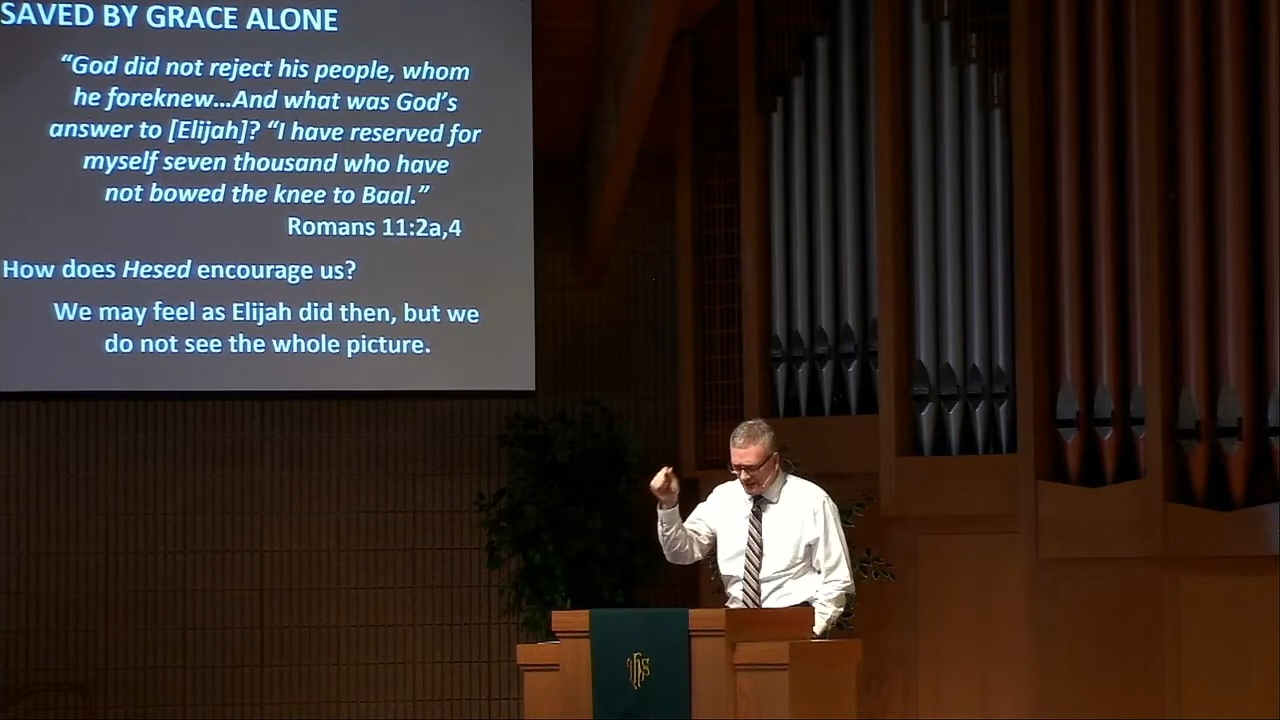 SAVED BY GRACE ALONE
“God did not reject his people, whom
he foreknew...And what was God’s
answer to [Elijah]? “I have reserved for
myself seven thousand who have
not bowed the knee to Baal.”
Romans 11:2a,4
How does Hesed encourage us?
We may feel as Elijah did then, but we
do not see the whole picture.
IHS